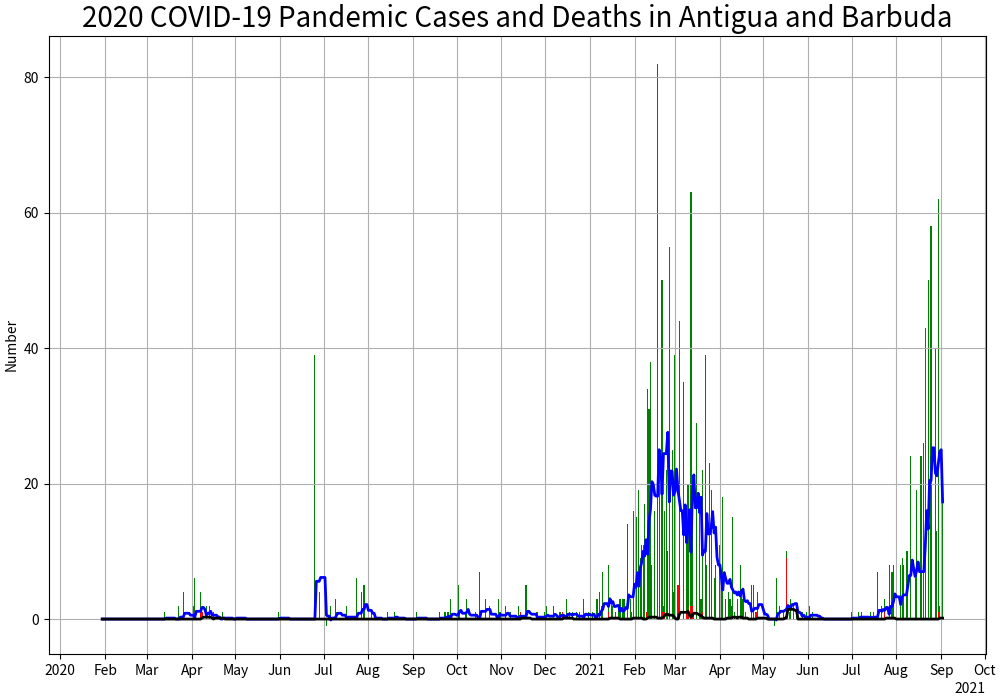 2020 COVID-19 Pandemic Cases and Deaths in Antigua and Barbuda
80
60
40
20
0
Number
2020 Feb Mar Apr May Jun Jul Aug Sep Oct Nov Dec 2021 Feb Mar Apr May Jun Jul Aug Sep Oct
2021